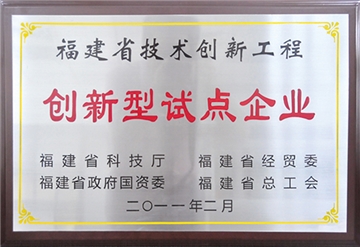 福建省技术创新工程
创新型试点企业
福建省科技厅 福建省经贸委
福建省政府国资委 福建省总工会
二〇一一年二月